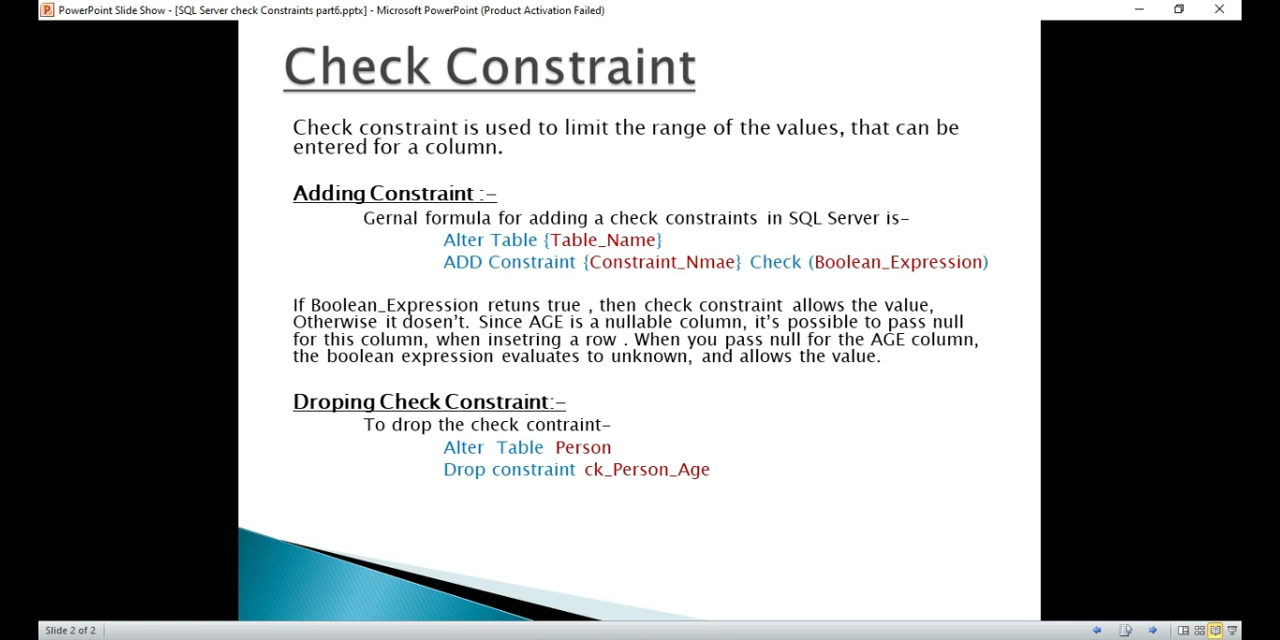 PowerPoint Slide Show - [SQL Server check Constraints part6.pptx] - Microsoft PowerPoint (Product Activation Failed)
Check Constraint
Check constraint is used to limit the range of the values, that can be
entered for a column.
Adding Constraint :-
Gernal formula for adding a check constraints in SQL Server is-
Alter Table {Table_Name}
ADD Constraint {Constraint_Nmae} Check (Boolean_Expression)
If Boolean_Expression retuns true , then check constraint allows the value,
Otherwise it dosen't. Since AGE is a nullable column, it's possible to pass null
for this column, when insetring a row . When you pass null for the AGE column,
the boolean expression evaluates to unknown, and allows the value.
Droping Check Constraint:-
To drop the check contraint-
Alter Table Person
Drop constraint ck_Person_Age
Slide 2 of 2